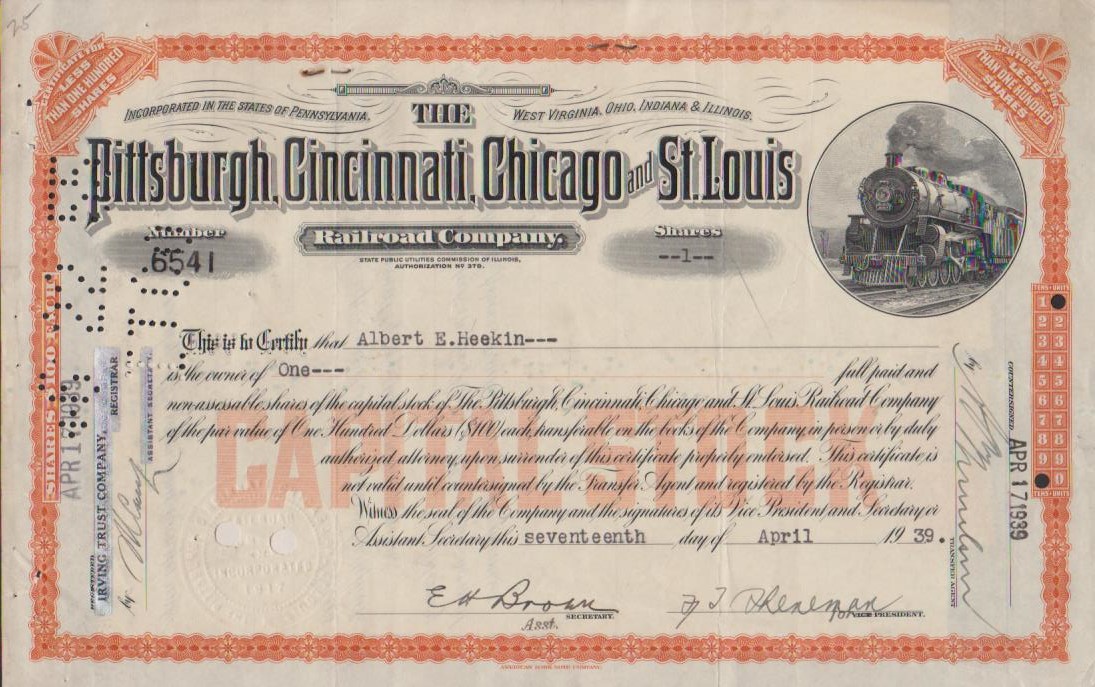 25
CERTIFICATE FOR
LESS
THAN ONE HUNDRED
SHARES
CERTIFICATE FOR
LESS
THAN ONE HUNDRED
SHARES
INCORPORATED IN THE STATES OF PENNSYLVANIA,
THE
WEST VIRGINIA, OHIO, INDIANA & ILLINOIS.
Pittsburgh, Cincinnati, Chicago and St. Louis
Railroad Company.
Number
6541
Shares
--1--
STATE PUBLIC UTILITIES COMMISSION OF ILLINOIS,
AUTHORIZATION Nº 378.
This is to Certify that Albert E.Heekin---
is the owner of One---
full paid and
non-assessable shares of the capital stock of The Pittsburgh, Cincinnati, Chicago and St. Louis Railroad Company
of the par value of One Hundred Dollars ($100) each, transferable on the books of the Company, in person or by duly
authorized attorney, upon surrender of this certificate properly endorsed. This certificate is
not valid until countersigned by the Transfer Agent and registered by the Registrar.
Witness the seal of the Company and the signatures of its Vice President and Secretary or
Assistant Secretary this seventeenth day of April 1939.
CAPITAL STOCK
E H Brown
Asst. SECRETARY.
VICE PRESIDENT.
SHARES $100 EACH
APR 17 1939
REGISTERED
IRVING TRUST COMPANY,
REGISTRAR
by
ASSISTANT SECRETARY
COUNTERSIGNED
APR 17 1939
by
TRANSFER AGENT
TENS - UNITS
1
2 2
3 3
4 4
5 5
6 6
7 7
8 8
9 9
0
TENS - UNITS
INCORPORATED
AMERICAN BANK NOTE COMPANY.